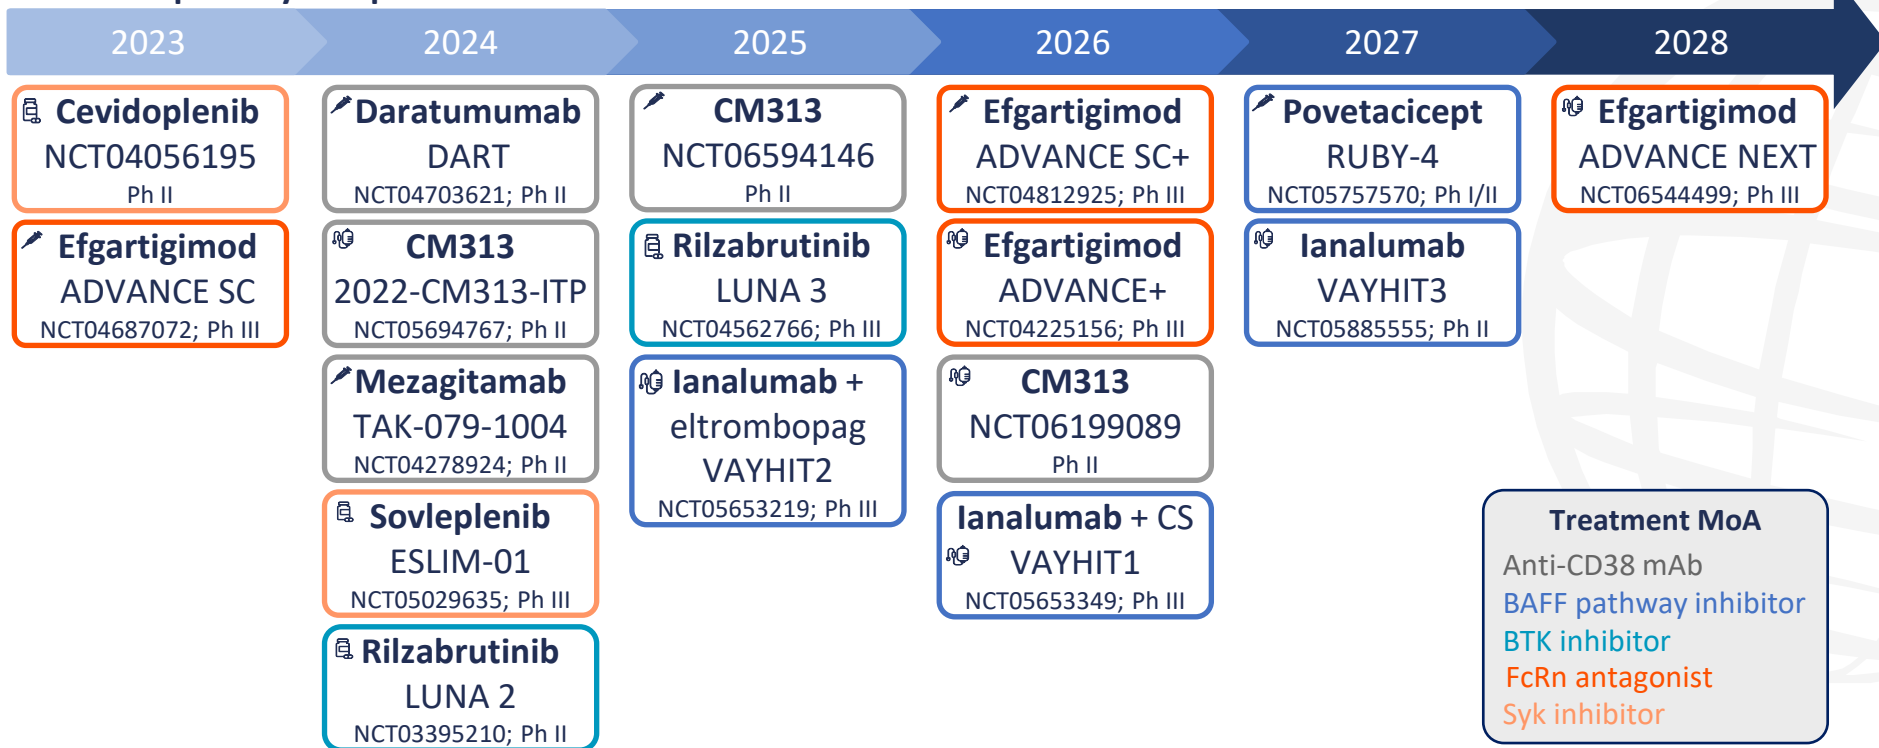 2023
2024
2025
2026
2027
2028
Cevidoplenib
NCT04056195
Ph II
Efgartigimod
ADVANCE SC
NCT04687072; Ph III
Daratumumab
DART
NCT04703621; Ph II
CM313
2022-CM313-ITP
NCT05694767; Ph II
Mezagitamab
TAK-079-1004
NCT04278924; Ph II
Sovleplenib
ESLIM-01
NCT05029635; Ph III
Rilzabrutinib
LUNA 2
NCT03395210; Ph II
CM313
NCT06594146
Ph II
Rilzabrutinib
LUNA 3
NCT04562766; Ph III
Ianalumab +
eltrombopag
VAYHIT2
NCT05653219; Ph III
Efgartigimod
ADVANCE SC+
NCT04812925; Ph III
Efgartigimod
ADVANCE+
NCT04225156; Ph III
CM313
NCT06199089
Ph II
Ianalumab + CS
VAYHIT1
NCT05653349; Ph III
Povetacicept
RUBY-4
NCT05757570; Ph I/II
Ianalumab
VAYHIT3
NCT05885555; Ph II
Efgartigimod
ADVANCE NEXT
NCT06544499; Ph III
Treatment MoA
Anti-CD38 mAb
BAFF pathway inhibitor
BTK inhibitor
FcRn antagonist
Syk inhibitor